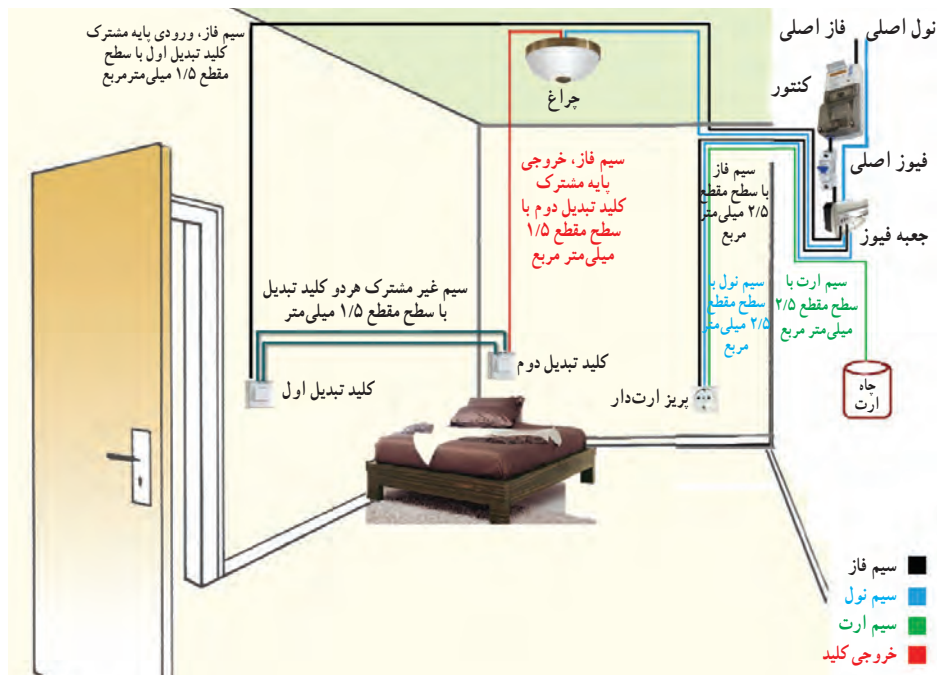 نول اصلی
فاز اصلی
سیم فاز، ورودی پایه مشترک
کلید تبدیل اول با سطح
مقطع ۱/۵ میلی‌مترمربع
کنتور
چراغ
فیوز اصلی
سیم فاز، خروجی
پایه مشترک
کلید تبدیل دوم با
سطح مقطع ۱/۵
میلی‌متر مربع
سیم فاز
با سطح مقطع
۲/۵ میلی‌متر
مربع
جعبه فیوز
سیم غیر مشترک هردو کلید تبدیل
با سطح مقطع ۱/۵ میلی‌متر
سیم نول با
سطح مقطع
۲/۵ میلی‌متر
مربع
سیم ارت با
سطح مقطع ۲/۵
میلی‌متر مربع
کلید تبدیل دوم
کلید تبدیل اول
پریز ارت‌دار
چاه
ارت
سیم فاز
سیم نول
سیم ارت
خروجی کلید